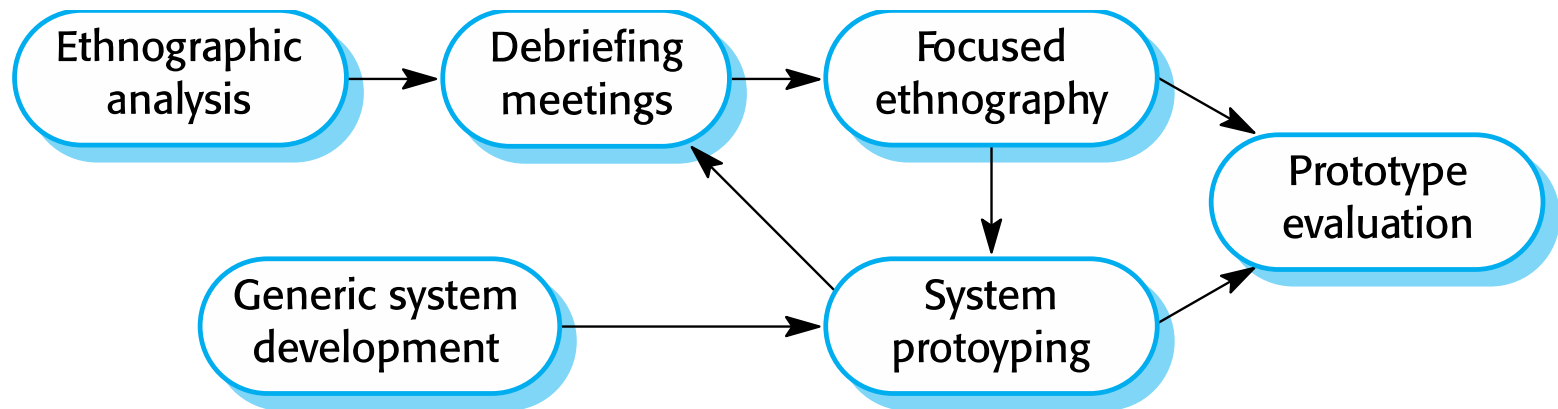 Ethnographic
analysis
Debriefing
meetings
Focused
ethnography
Prototype
evaluation
Generic system
development
System
protoyping